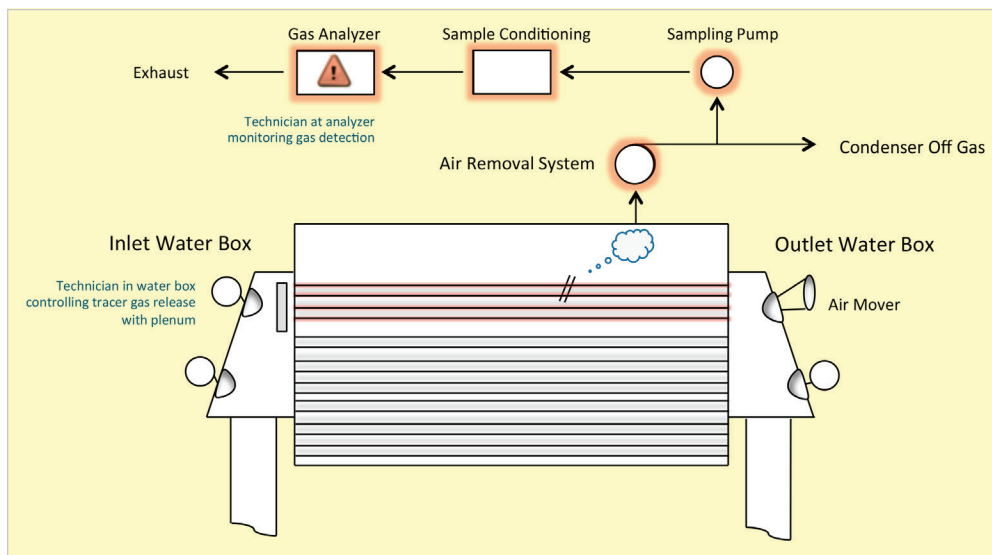 Gas Analyzer
Sample Conditioning
Sampling Pump
Exhaust
!
Technician at analyzer
monitoring gas detection
Air Removal System
Condenser Off Gas
Inlet Water Box
Outlet Water Box
Technician in water box
controlling tracer gas release
with plenum
Air Mover